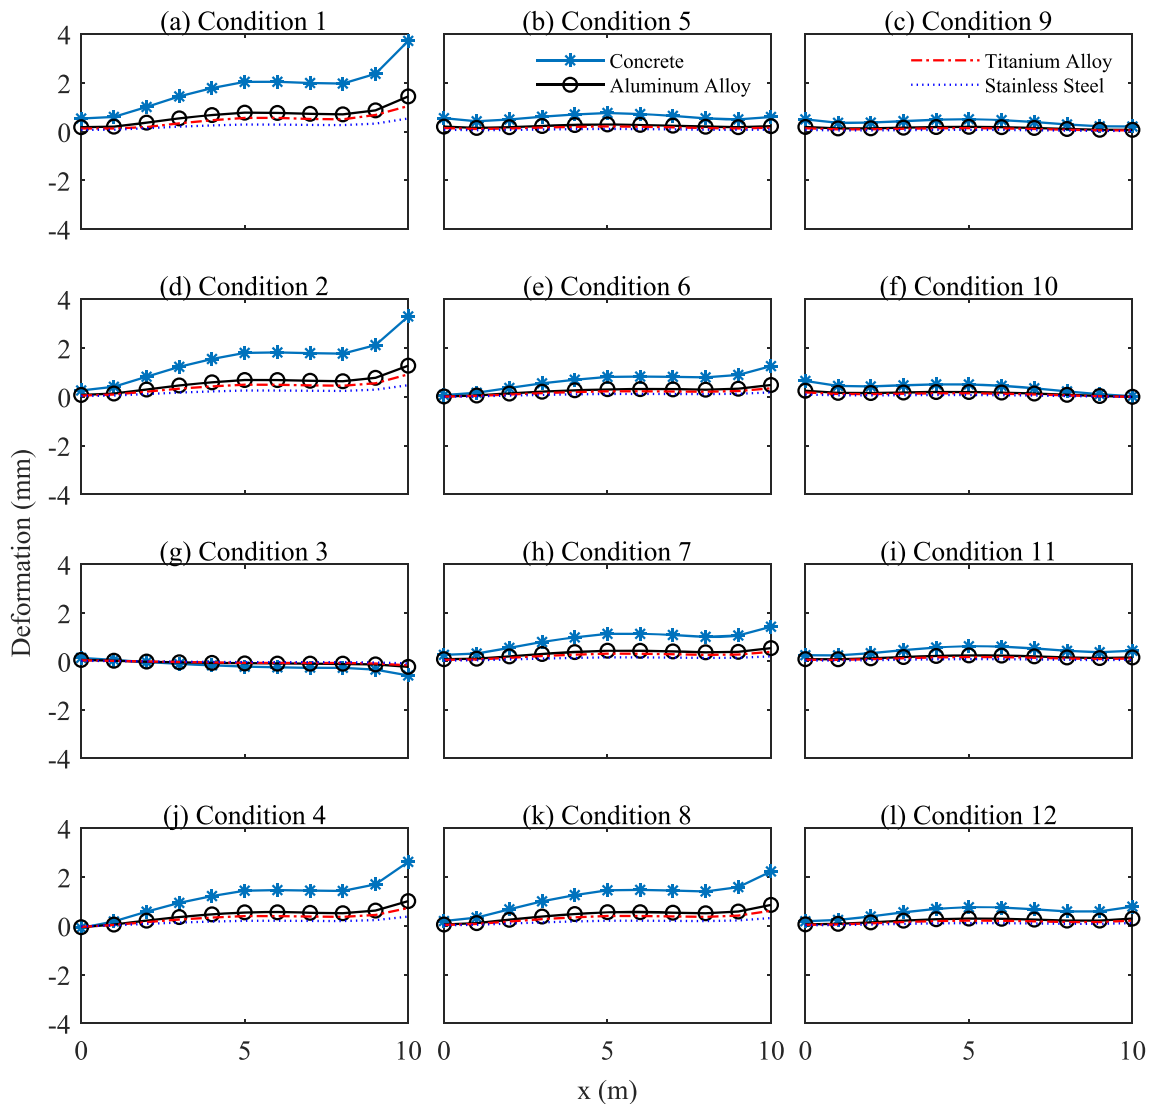 (a) Condition 1
(b) Condition 5
(c) Condition 9
4
2
0
-2
-4
Concrete
Aluminum Alloy
Titanium Alloy
Stainless Steel
(d) Condition 2
(e) Condition 6
(f) Condition 10
4
2
0
-2
-4
Deformation (mm)
(g) Condition 3
(h) Condition 7
(i) Condition 11
4
2
0
-2
-4
(j) Condition 4
(k) Condition 8
(l) Condition 12
4
2
0
-2
-4
0 5 10
0 5 10
0 5 10
x (m)